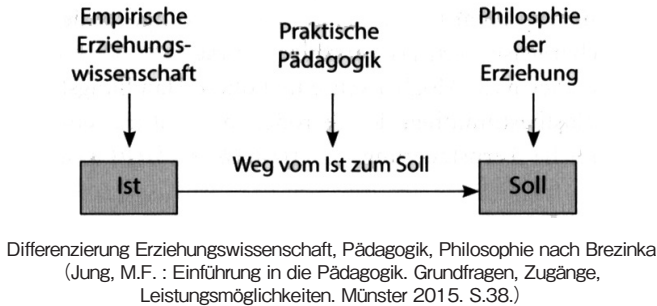 Empirische
Erziehungs-
wissenschaft
Praktische
Pädagogik
Philosphie
der
Erziehung
Ist
Weg vom Ist zum Soll
Soll
Differenzierung Erziehungswissenschaft, Pädagogik, Philosophie nach Brezinka
(Jung, M.F. : Einführung in die Pädagogik. Grundfragen, Zugänge,
Leistungsmöglichkeiten. Münster 2015. S.38.)